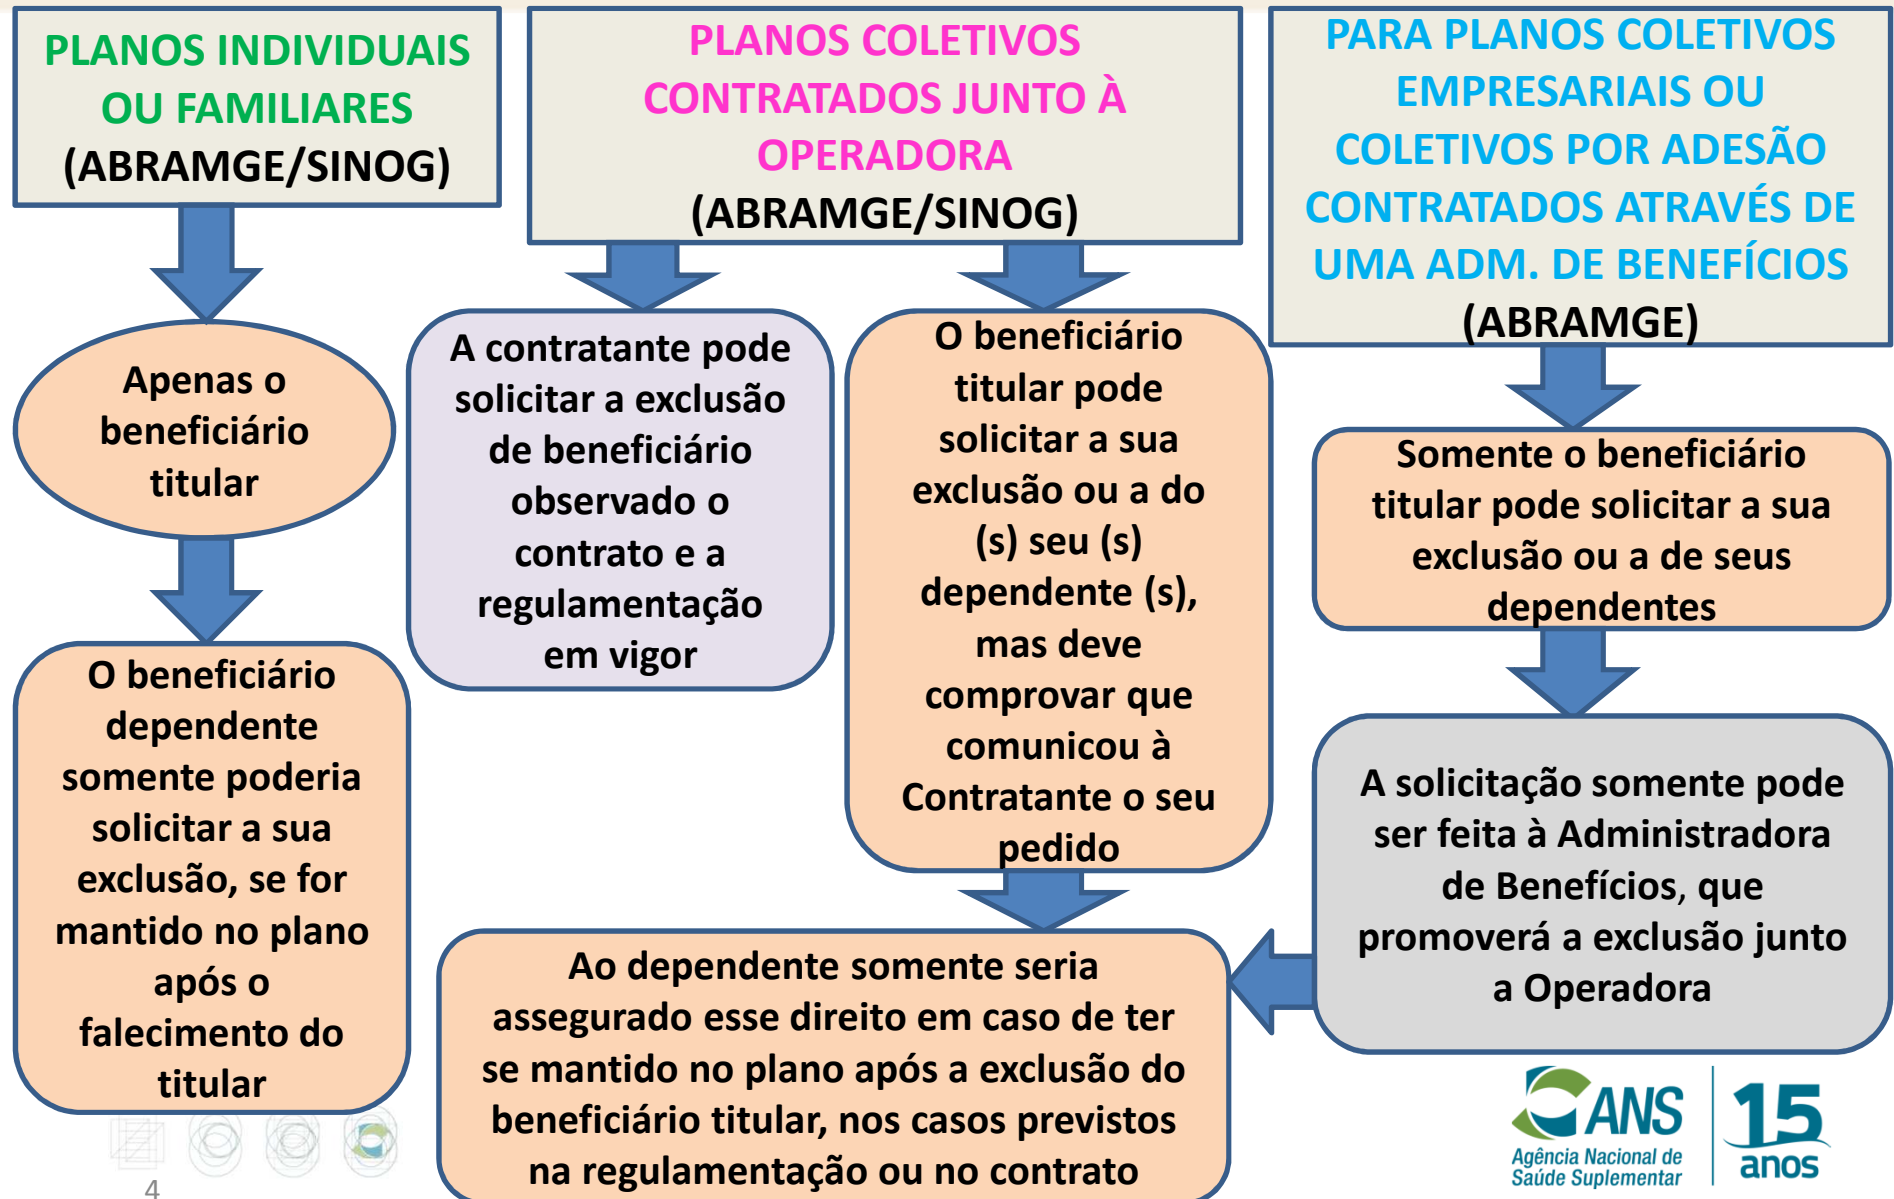 PLANOS INDIVIDUAIS
OU FAMILIARES
(ABRAMGE/SINOG)
Apenas o
beneficiário
titular
O beneficiário
dependente
somente poderia
solicitar a sua
exclusão, se for
mantido no plano
após o
falecimento do
titular
PLANOS COLETIVOS
CONTRATADOS JUNTO À
OPERADORA
(ABRAMGE/SINOG)
A contratante pode
solicitar a exclusão
de beneficiário
observado o
contrato e a
regulamentação
em vigor
O beneficiário
titular pode
solicitar a sua
exclusão ou a do
(s) seu (s)
dependente (s),
mas deve
comprovar que
comunicou à
Contratante o seu
pedido
PARA PLANOS COLETIVOS
EMPRESARIAIS OU
COLETIVOS POR ADESÃO
CONTRATADOS ATRAVÉS DE
UMA ADM. DE BENEFÍCIOS
(ABRAMGE)
Somente o beneficiário
titular pode solicitar a sua
exclusão ou a de seus
dependentes
A solicitação somente pode
ser feita à Administradora
de Benefícios, que
promoverá a exclusão junto
a Operadora
Ao dependente somente seria
assegurado esse direito em caso de ter
se mantido no plano após a exclusão do
beneficiário titular, nos casos previstos
na regulamentação ou no contrato
4
ANS
Agência Nacional de
Saúde Suplementar
15
anos